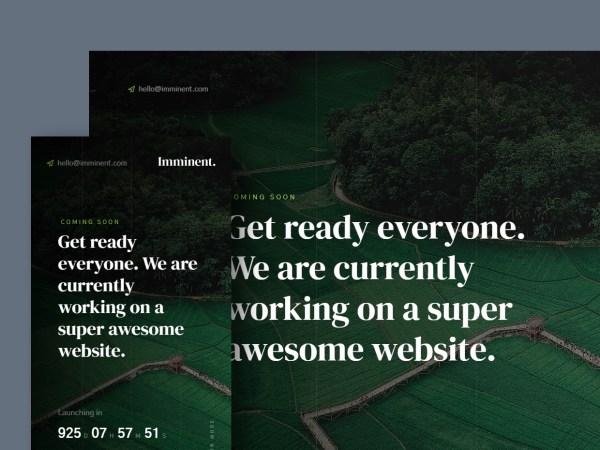 hello@imminent.com
OMING SOON
Get ready everyone.
We are currently
working on a super
awesome website.
hello@imminent.com
Imminent.
COMING SOON
Get ready
everyone. We are
currently
working on a
super awesome
website.
Launching in
925 D 07 H 57 M 51 S